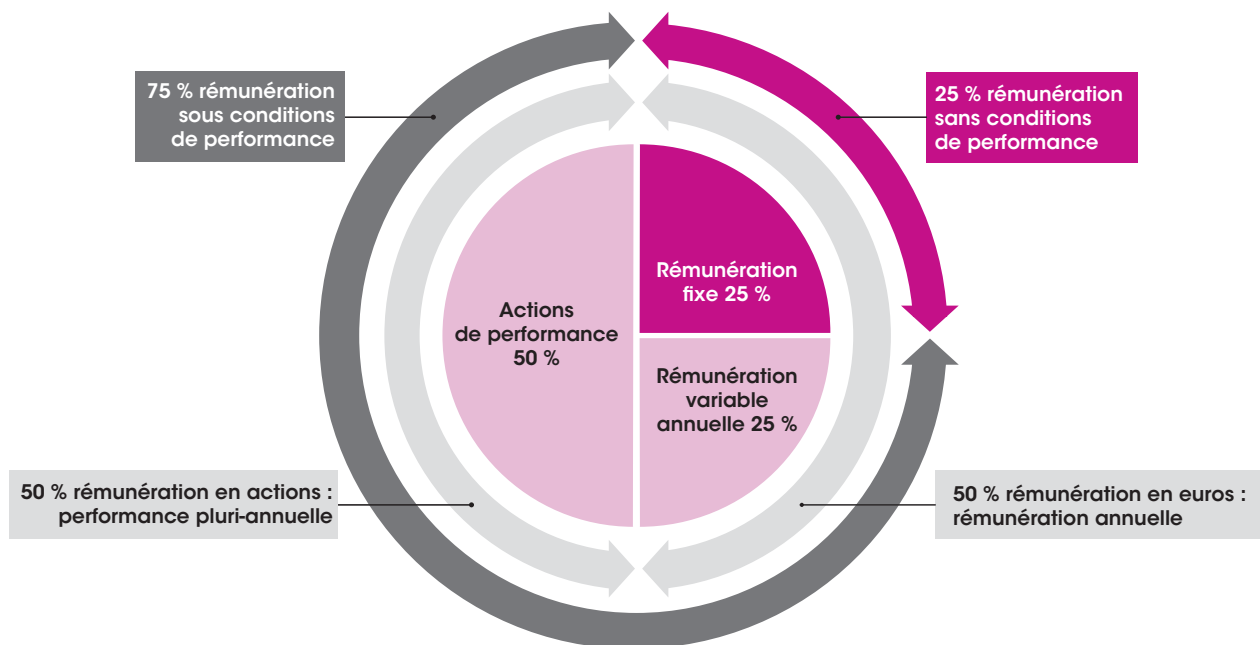 75 % rémunération
sous conditions
de performance
25 % rémunération
sans conditions
de performance
Rémunération
fixe 25 %
Actions
de performance
50 %
Rémunération
variable
annuelle 25 %
50 % rémunération en actions :
performance pluri-annuelle
50 % rémunération en euros :
rémunération annuelle